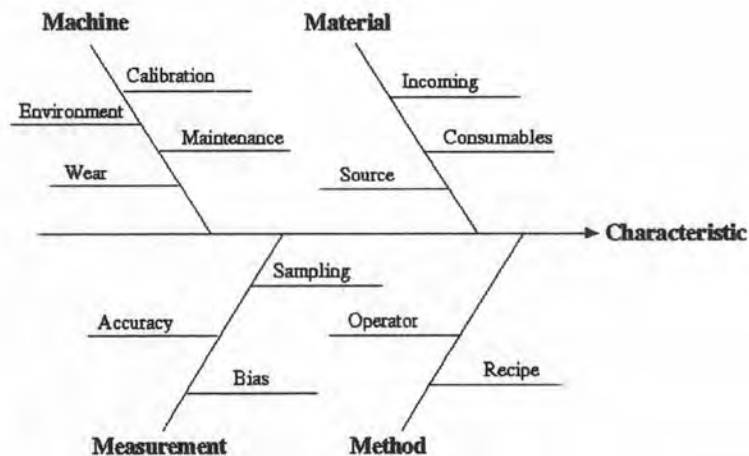 Machine
Material
Calibration
Incoming
Environment
Maintenance
Consumables
Wear
Source
Characteristic
Sampling
Accuracy
Operator
Bias
Recipe
Measurement
Method